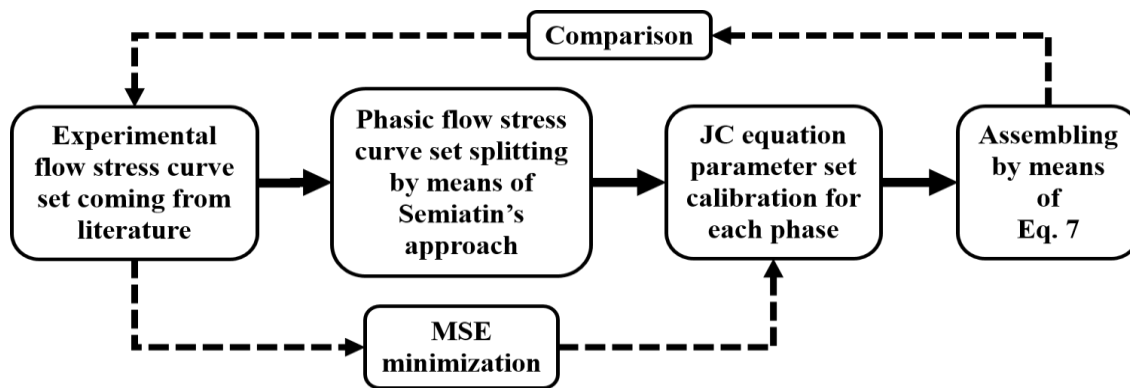 Comparison
Experimental
flow stress curve
set coming from
literature
Phasic flow stress
curve set splitting
by means of
Semiatin's
approach
JC equation
parameter set
calibration for
each phase
Assembling
by means
of
Eq. 7
MSE
minimization